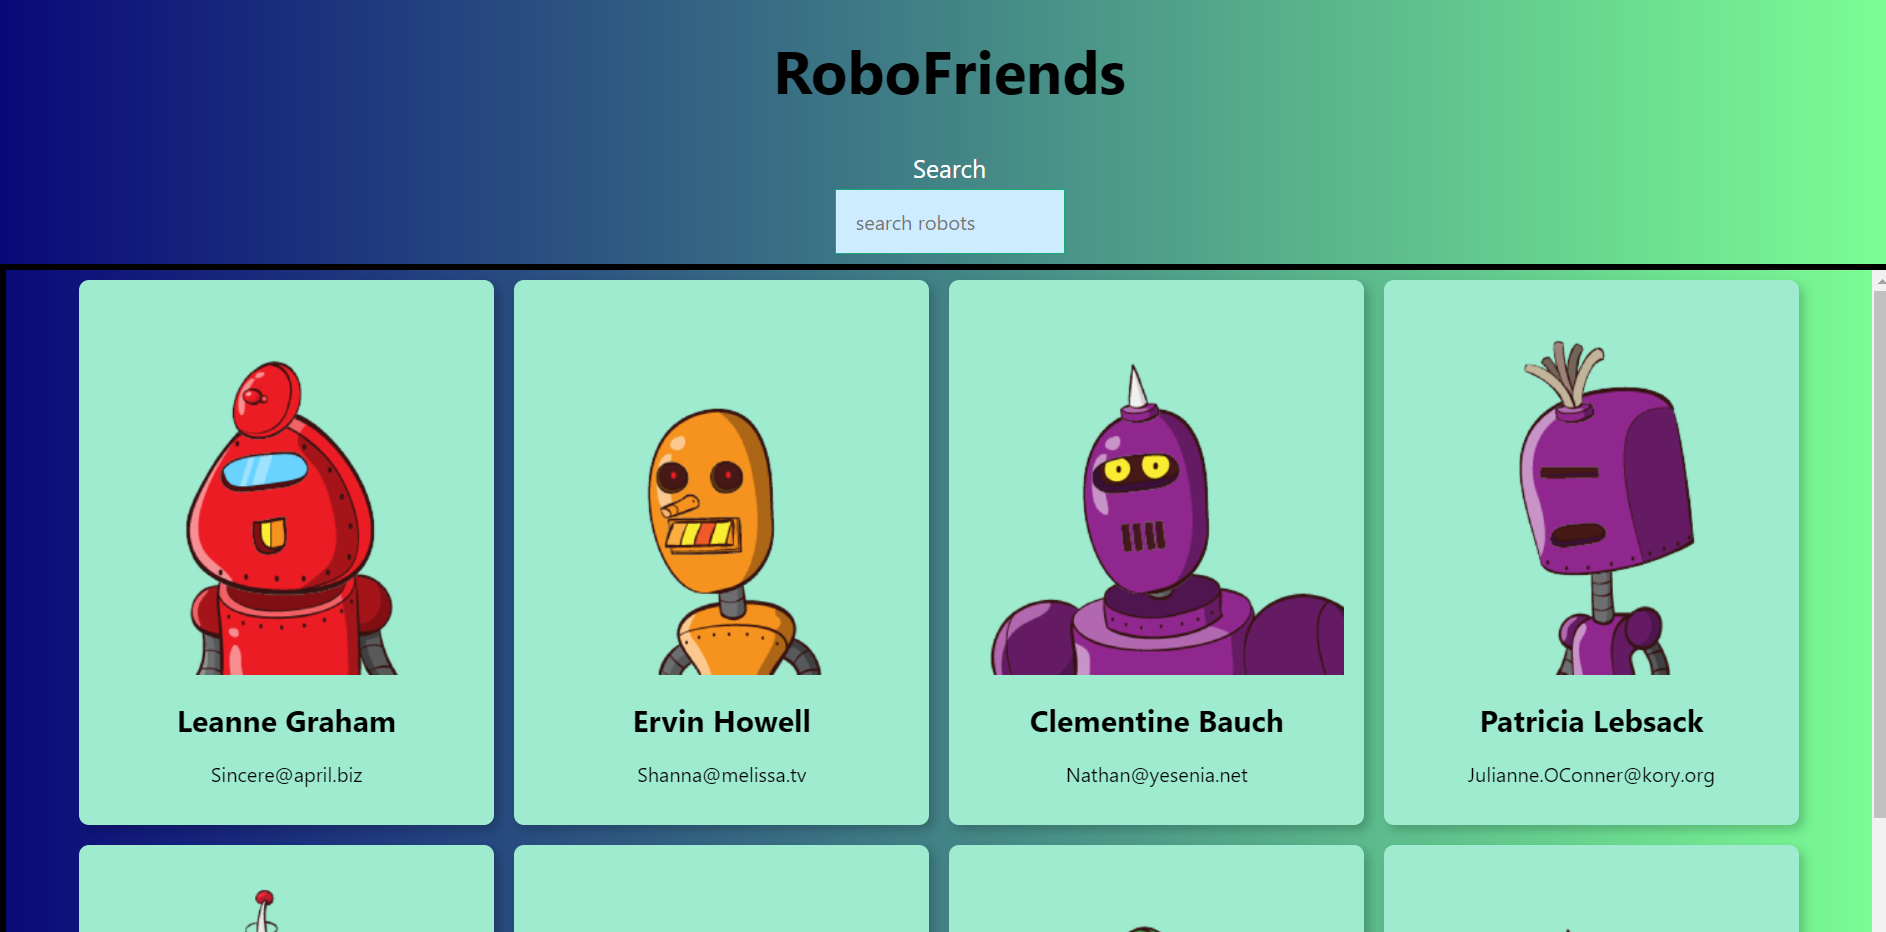 RoboFriends
Search
search robots
Leanne Graham
Sincere@april.biz
Ervin Howell
Shanna@melissa.tv
Clementine Bauch
Nathan@yesenia.net
Patricia Lebsack
Julianne.OConner@kory.org